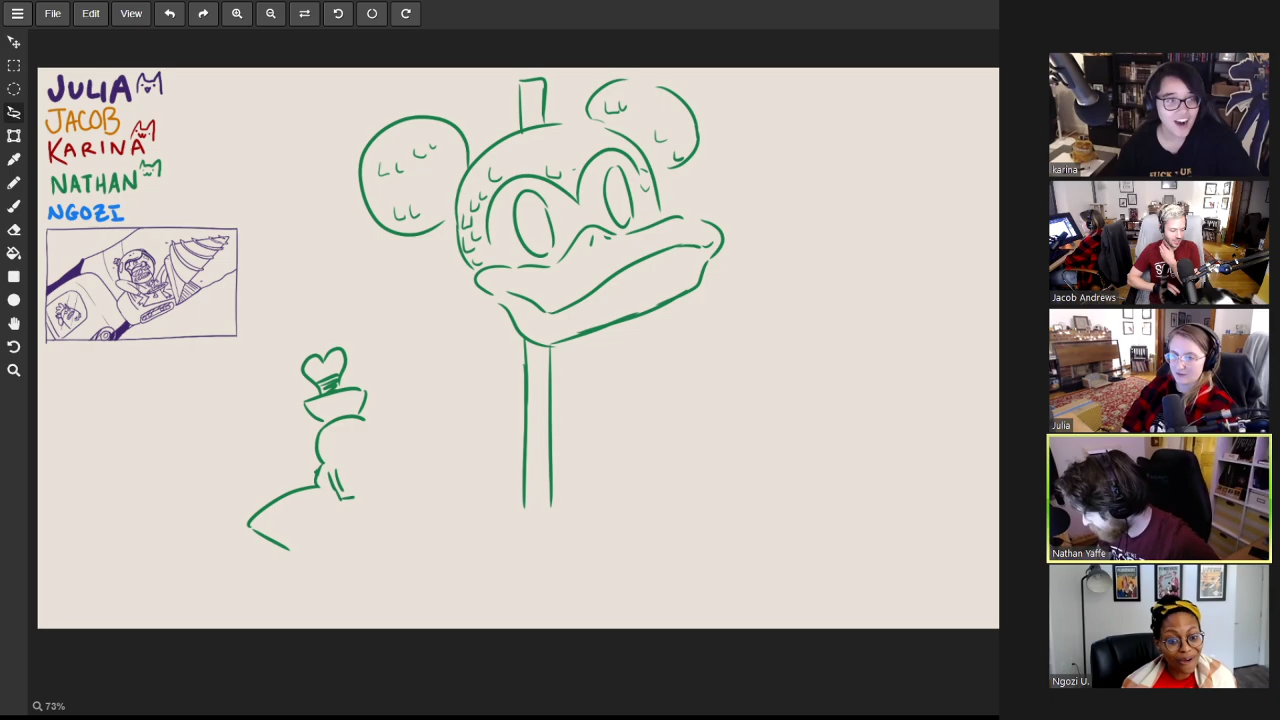 File Edit View
JULIA
JACOB
KARINA
NATHAN
NGOZI
karina
Jacob Andrews
Julia
Nathan Yaffe
Ngozi U.
73%